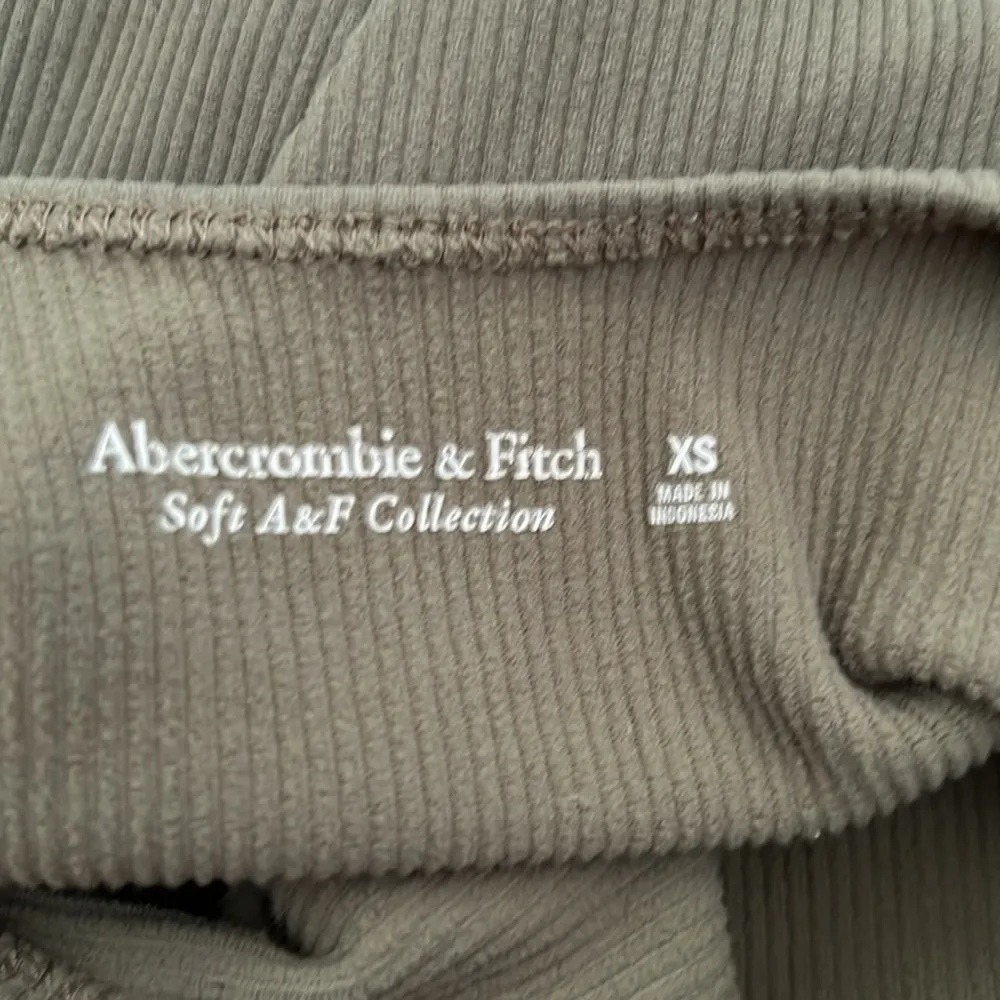 Abercrombie & Fitch
Soft A&F Collection
XS
MADE IN
INDONESIA